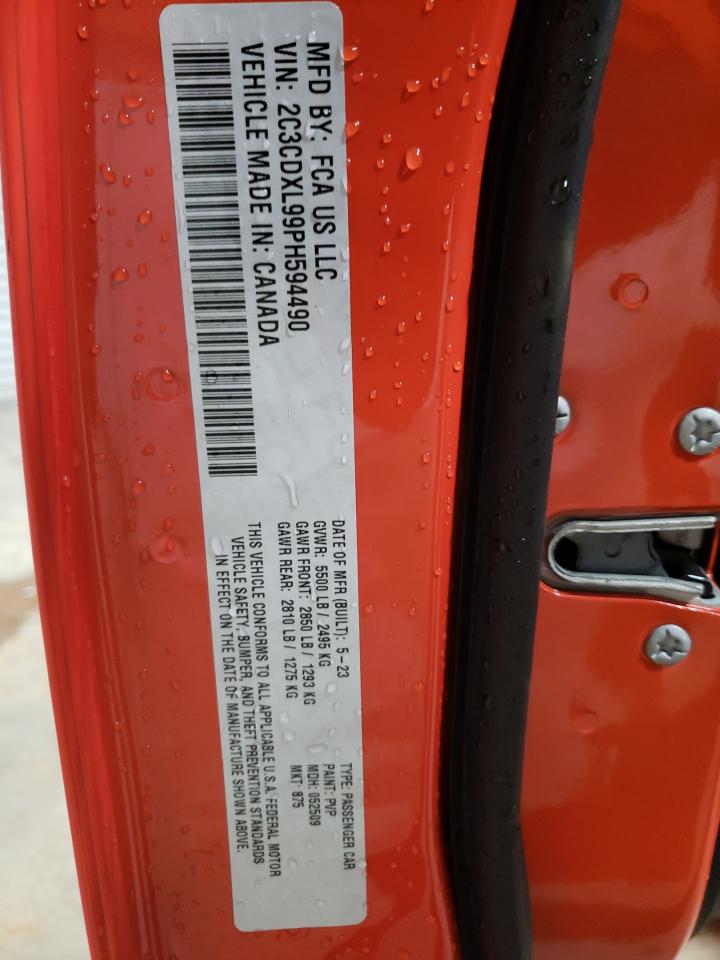 MFD BY: FCA US LLC
VIN: 2C3CDXL99PH594490
VEHICLE MADE IN: CANADA
DATE OF MFR (BUILT): 5-23
GVWR: 5500 LB / 2495 KG
GAWR FRONT: 2850 LB / 1293 KG
GAWR REAR: 2810 LB / 1275 KG
THIS VEHICLE CONFORMS TO ALL APPLICABLE U.S.A. FEDERAL MOTOR
VEHICLE SAFETY, BUMPER, AND THEFT PREVENTION STANDARDS
IN EFFECT ON THE DATE OF MANUFACTURE SHOWN ABOVE.
TYPE: PASSENGER CAR
PAINT: PVP
MDH: 052509
MKT: 875